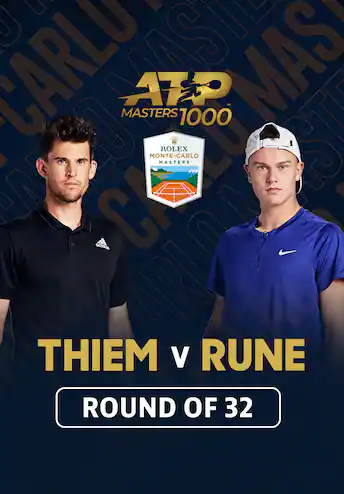 ATP
MASTERS 1000
ROLEX
MONTE-CARLO
MASTERS
THIEM V RUNE
ROUND OF 32